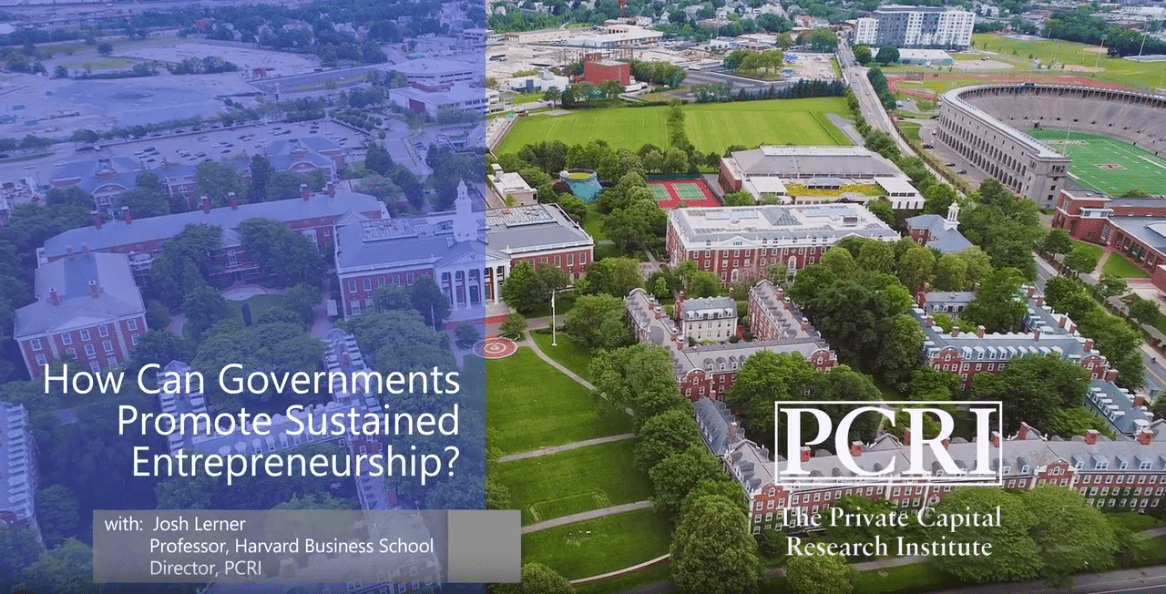 How Can Governments
Promote Sustained
Entrepreneurship?
with: Josh Lerner
Professor, Harvard Business School
Director, PCRI
PCRI
The Private Capital
Research Institute